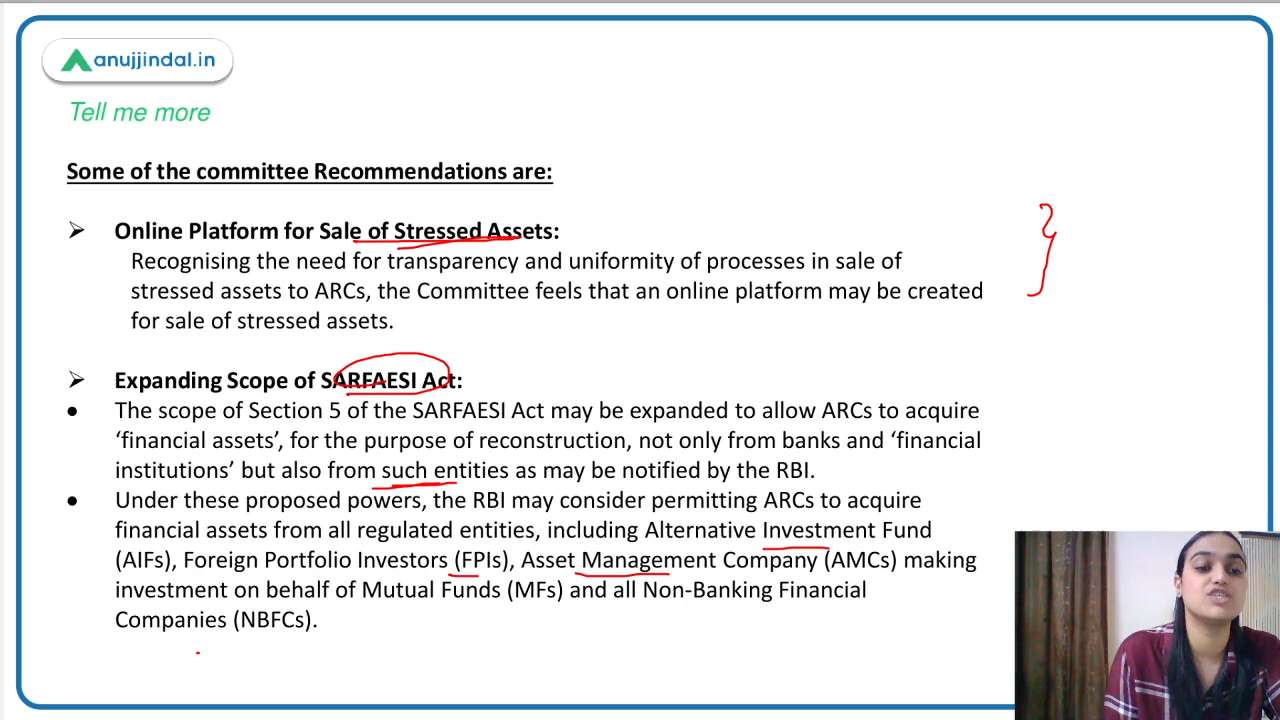 anujjindal.in
Tell me more
Some of the committee Recommendations are:
➢ Online Platform for Sale of Stressed Assets:
Recognising the need for transparency and uniformity of processes in sale of
stressed assets to ARCs, the Committee feels that an online platform may be created
for sale of stressed assets.
➢ Expanding Scope of SARFAESI Act:
• The scope of Section 5 of the SARFAESI Act may be expanded to allow ARCs to acquire
‘financial assets’, for the purpose of reconstruction, not only from banks and ‘financial
institutions’ but also from such entities as may be notified by the RBI.
• Under these proposed powers, the RBI may consider permitting ARCs to acquire
financial assets from all regulated entities, including Alternative Investment Fund
(AIFs), Foreign Portfolio Investors (FPIs), Asset Management Company (AMCs) making
investment on behalf of Mutual Funds (MFs) and all Non-Banking Financial
Companies (NBFCs).